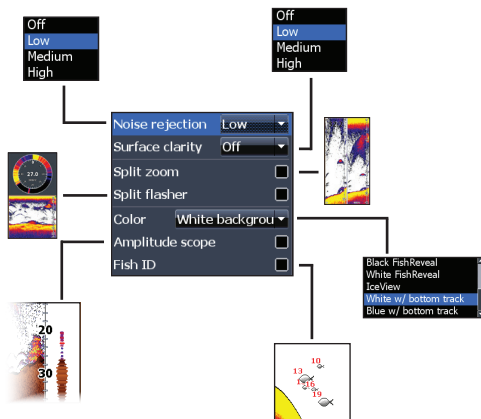 Off
Low
Medium
High
Off
Low
Medium
High
Noise rejection Low
Surface clarity Off
Split zoom
Split flasher
Color White backgrou
Amplitude scope
Fish ID
27.0
Black FishReveal
White FishReveal
IceView
White w/ bottom track
Blue w/ bottom track
20
30
10
13
16
19